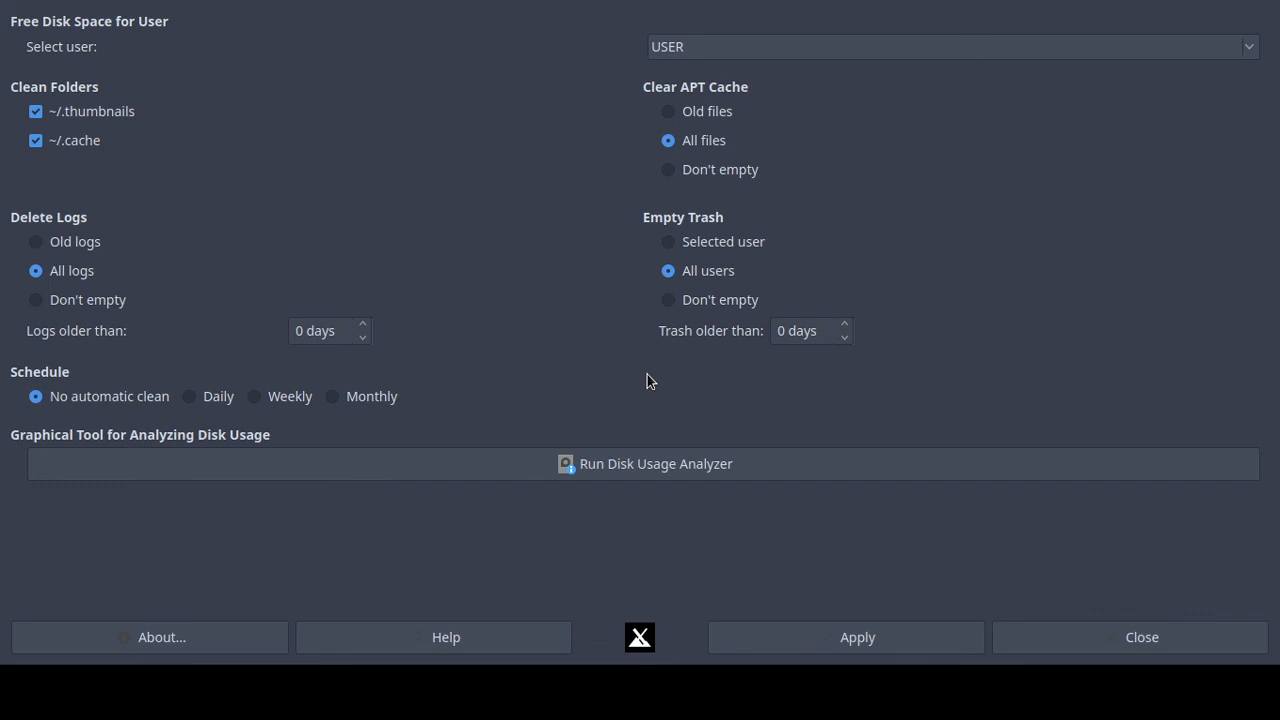 Free Disk Space for User
Select user: USER
Clean Folders
~/.thumbnails
~/.cache
Clear APT Cache
Old files
All files
Don't empty
Delete Logs
Old logs
All logs
Don't empty
Logs older than: 0 days
Empty Trash
Selected user
All users
Don't empty
Trash older than: 0 days
Schedule
No automatic clean Daily Weekly Monthly
Graphical Tool for Analyzing Disk Usage
Run Disk Usage Analyzer
About... Help Apply Close